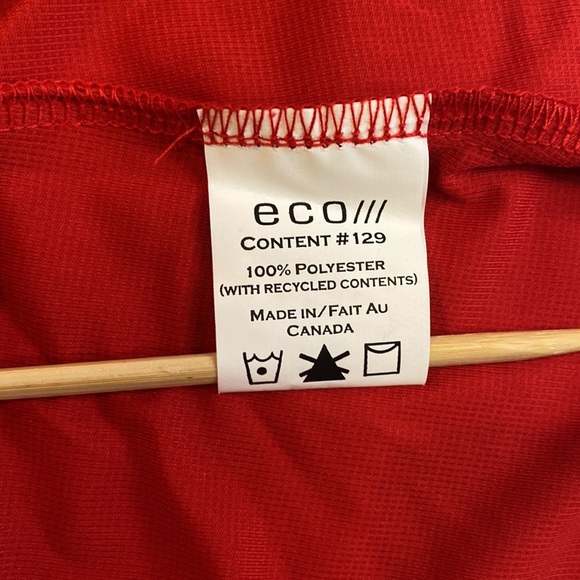 eco///
CONTENT #129
100% POLYESTER
(WITH RECYCLED CONTENTS)
MADE IN/FAIT AU
CANADA